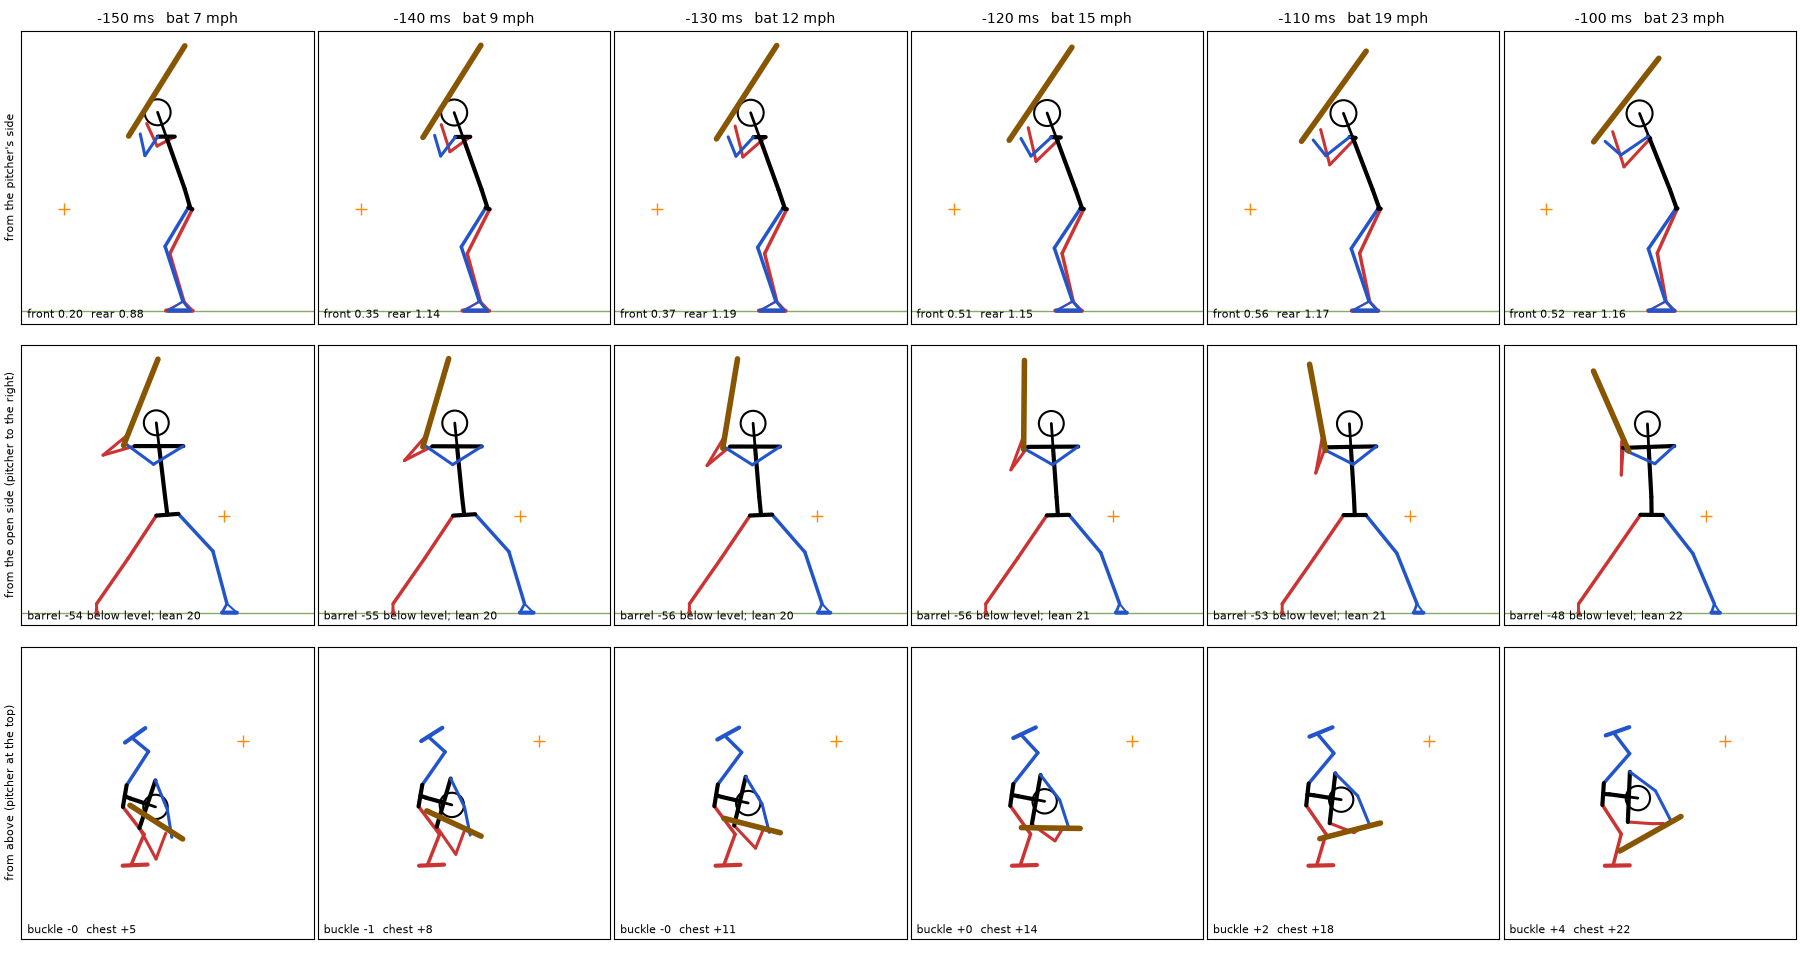 -150 ms   bat 7 mph
-140 ms   bat 9 mph
-130 ms   bat 12 mph
-120 ms   bat 15 mph
-110 ms   bat 19 mph
-100 ms   bat 23 mph
from the pitcher's side
front 0.20  rear 0.88
front 0.35  rear 1.14
front 0.37  rear 1.19
front 0.51  rear 1.15
front 0.56  rear 1.17
front 0.52  rear 1.16
from the open side (pitcher to the right)
barrel -54 below level; lean 20
barrel -55 below level; lean 20
barrel -56 below level; lean 20
barrel -56 below level; lean 21
barrel -53 below level; lean 21
barrel -48 below level; lean 22
from above (pitcher at the top)
buckle -0  chest +5
buckle -1  chest +8
buckle -0  chest +11
buckle +0  chest +14
buckle +2  chest +18
buckle +4  chest +22